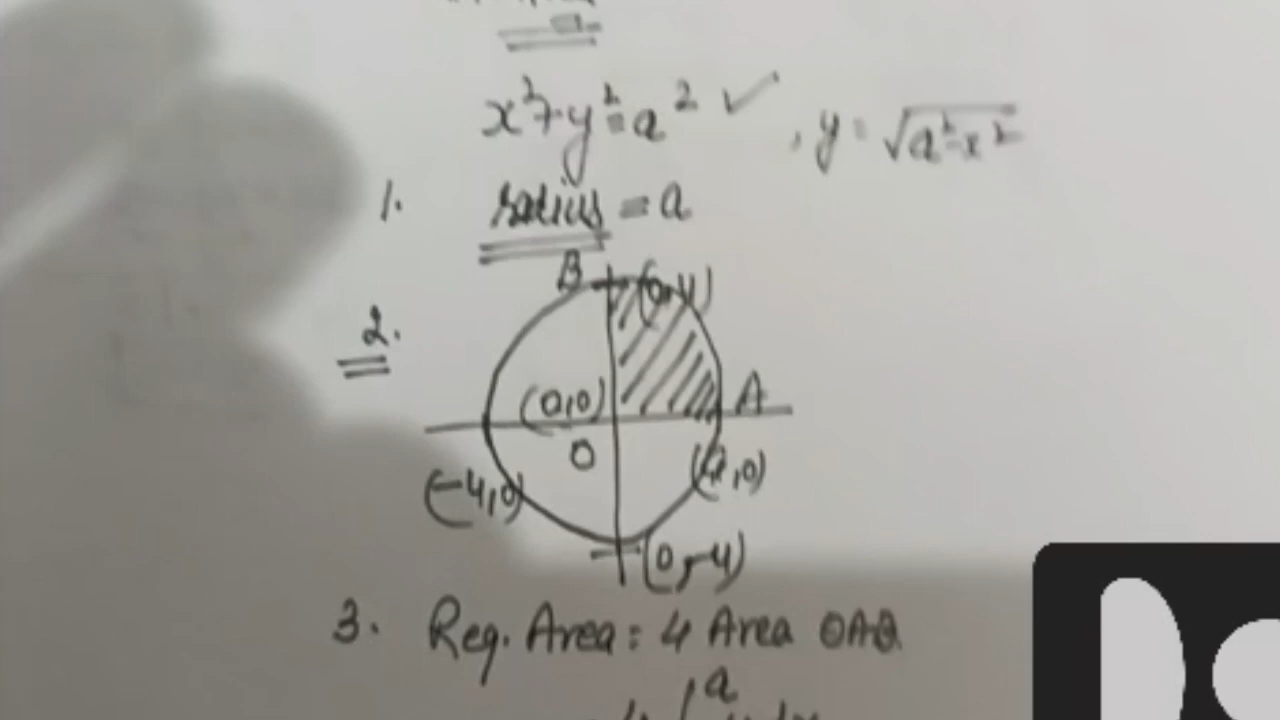 x²+y²=a² ✓, y = √a²-x²
1. radius = a
B (0,4)
2.
(0,0) A
O (a,0)
(-4,0)
(0,-4)
3. Req. Area = 4 Area OAB
a